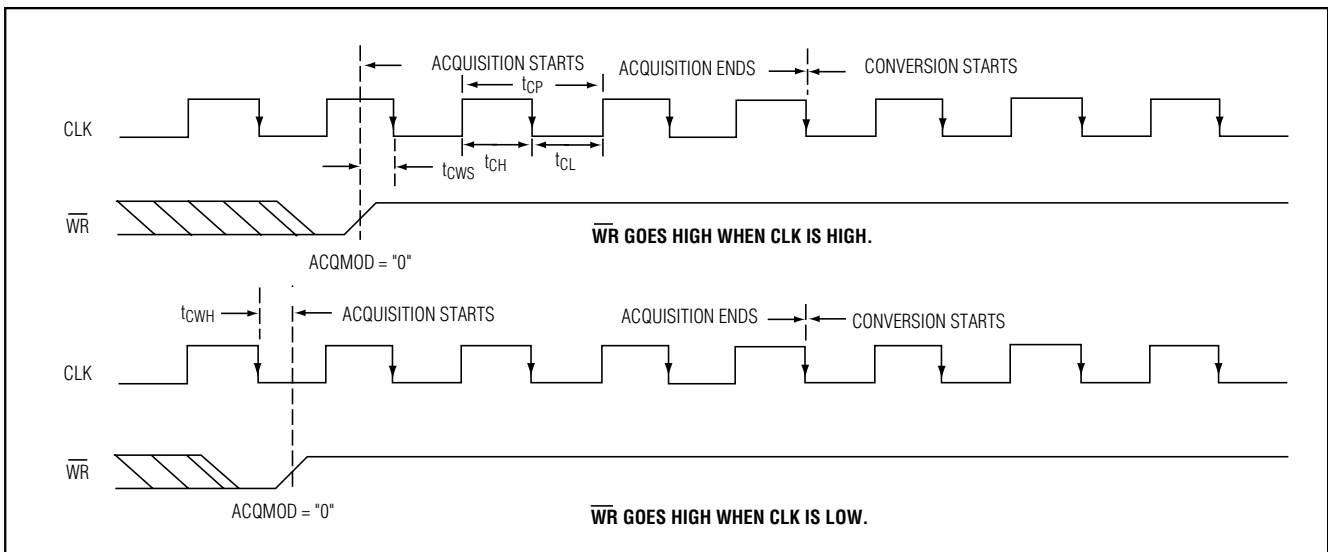 ACQUISITION STARTS
ACQUISITION ENDS
CONVERSION STARTS
tCP
CLK
tCWS
tCH
tCL
WR
WR GOES HIGH WHEN CLK IS HIGH.
ACQMOD = "0"
tCWH
ACQUISITION STARTS
ACQUISITION ENDS
CONVERSION STARTS
CLK
WR
ACQMOD = "0"
WR GOES HIGH WHEN CLK IS LOW.